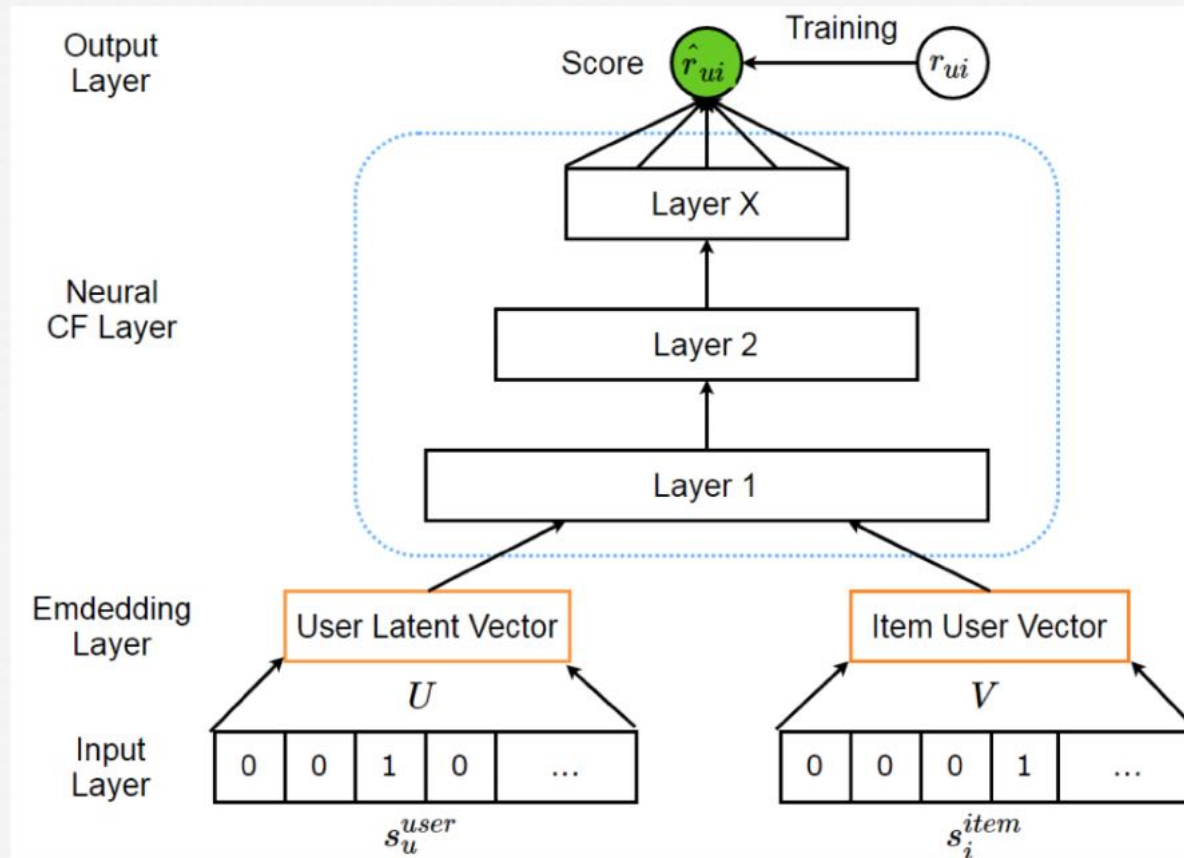 Output
Layer
Score
r̂ui
Training
rui
Neural
CF Layer
Layer X
Layer 2
Layer 1
Emdedding
Layer
User Latent Vector
Item User Vector
U
V
Input
Layer
0 0 1 0 ...
0 0 0 1 ...
s_u^user
s_i^item